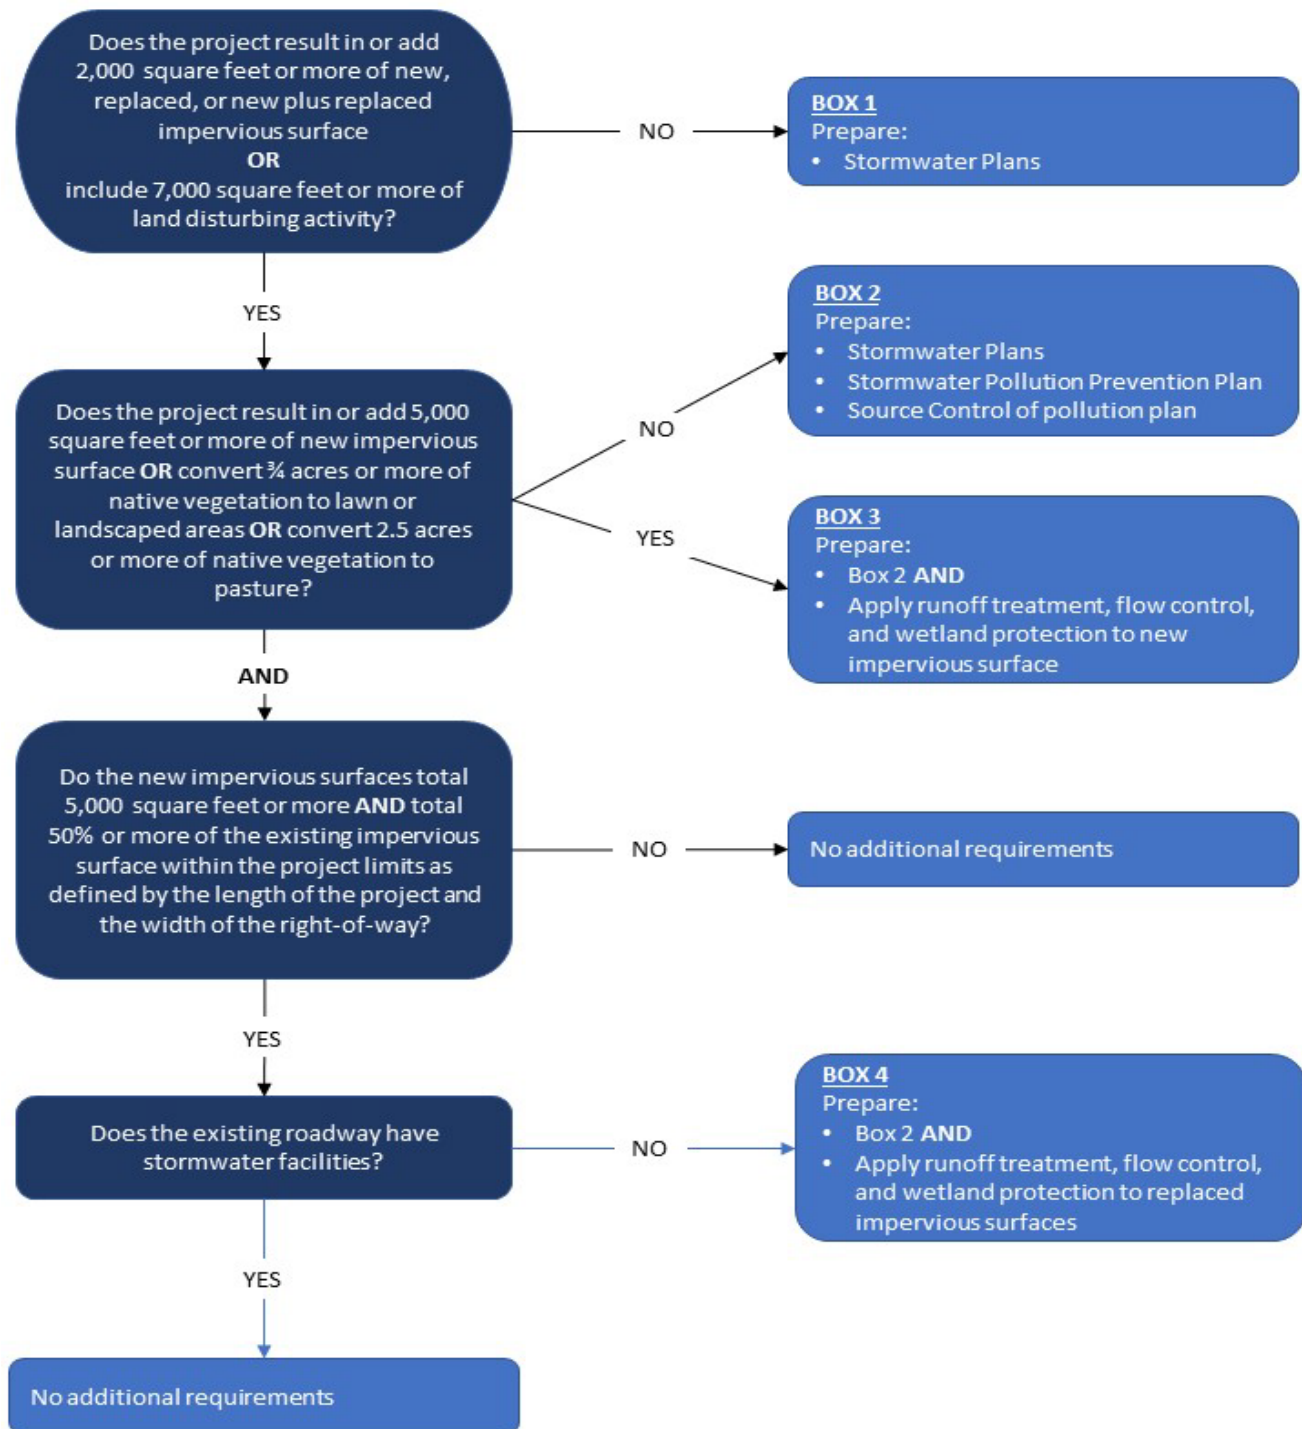 Does the project result in or add
2,000 square feet or more of new,
replaced, or new plus replaced
impervious surface
OR
include 7,000 square feet or more of
land disturbing activity?
NO
BOX 1
Prepare:
• Stormwater Plans
YES
Does the project result in or add 5,000
square feet or more of new impervious
surface OR convert ¾ acres or more of
native vegetation to lawn or
landscaped areas OR convert 2.5 acres
or more of native vegetation to
pasture?
NO
BOX 2
Prepare:
• Stormwater Plans
• Stormwater Pollution Prevention Plan
• Source Control of pollution plan
YES
BOX 3
Prepare:
• Box 2 AND
• Apply runoff treatment, flow control,
and wetland protection to new
impervious surface
AND
Do the new impervious surfaces total
5,000 square feet or more AND total
50% or more of the existing impervious
surface within the project limits as
defined by the length of the project and
the width of the right-of-way?
NO
No additional requirements
YES
Does the existing roadway have
stormwater facilities?
NO
BOX 4
Prepare:
• Box 2 AND
• Apply runoff treatment, flow control,
and wetland protection to replaced
impervious surfaces
YES
No additional requirements